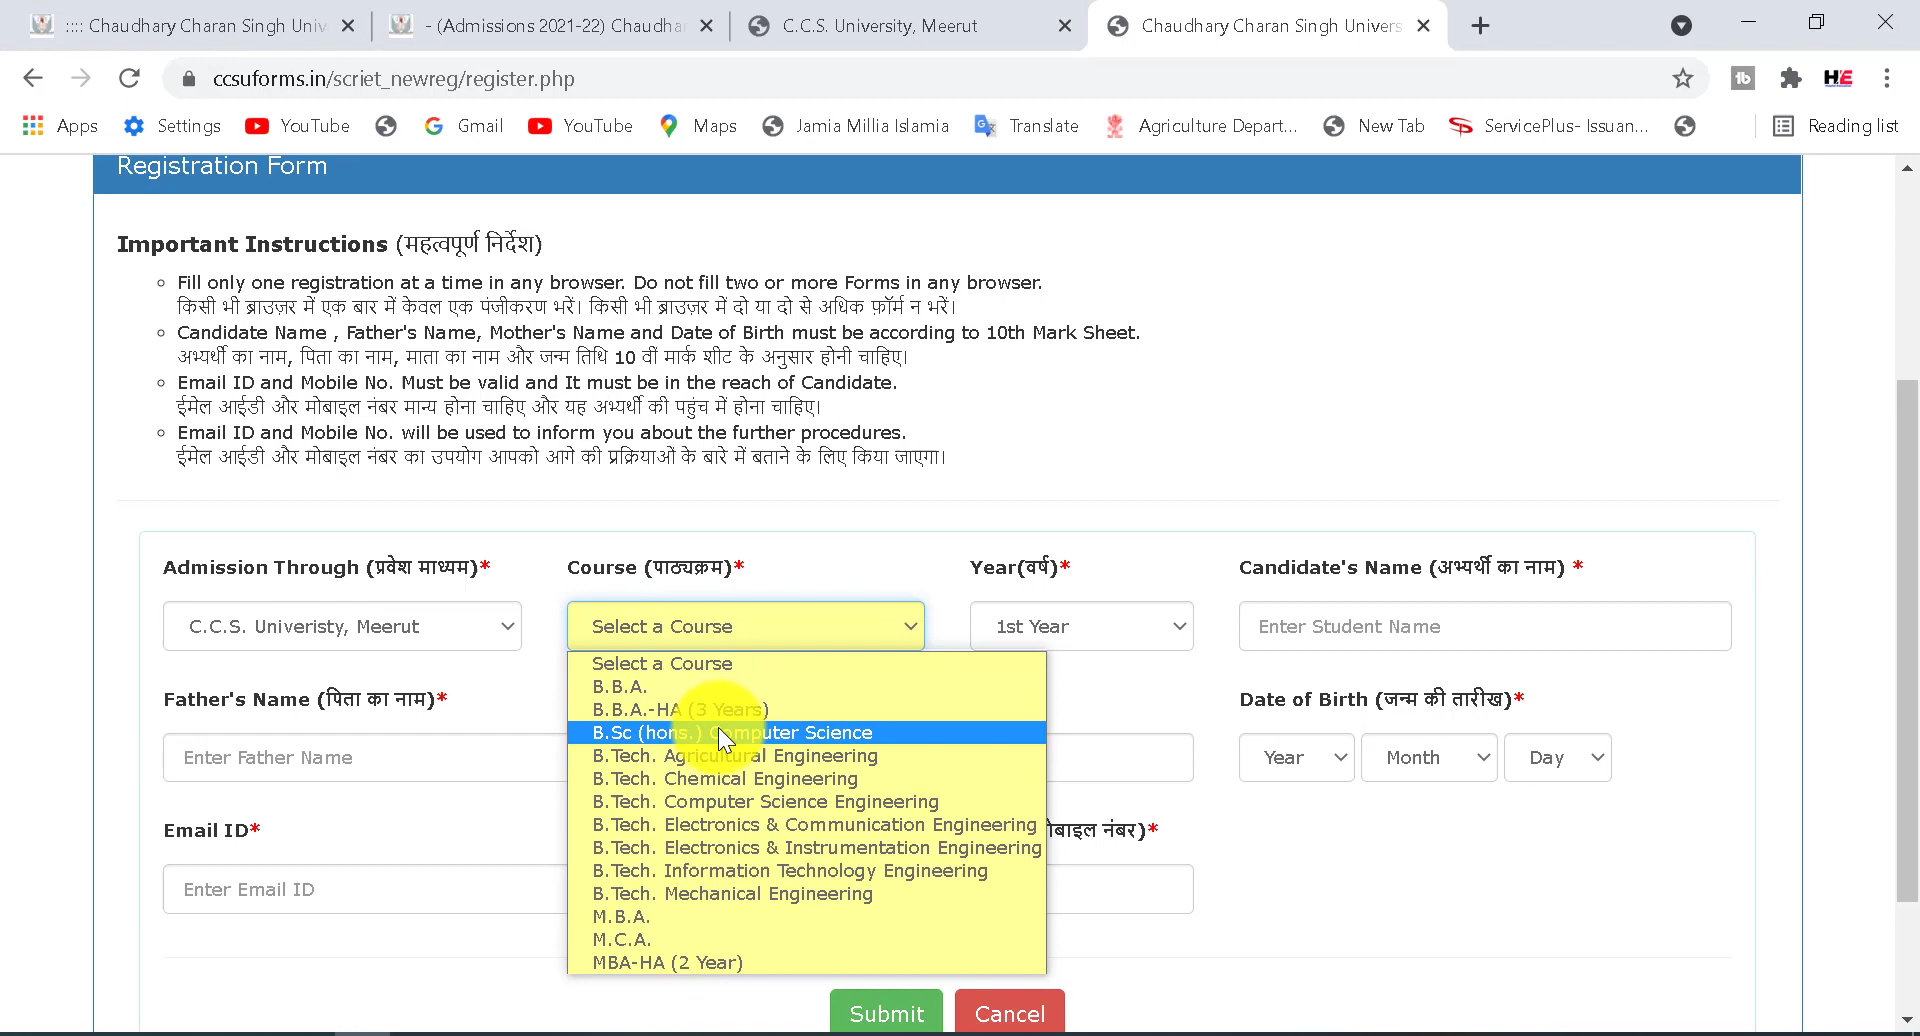 :::: Chaudhary Charan Singh Univ
- (Admissions 2021-22) Chaudhar
C.C.S. University, Meerut
Chaudhary Charan Singh Univers
ccsuforms.in/scriet_newreg/register.php
Apps
Settings
YouTube
Gmail
YouTube
Maps
Jamia Millia Islamia
Translate
Agriculture Depart...
New Tab
ServicePlus- Issuan...
Reading list
Registration Form
Important Instructions (महत्वपूर्ण निर्देश)
Fill only one registration at a time in any browser. Do not fill two or more Forms in any browser.
किसी भी ब्राउज़र में एक बार में केवल एक पंजीकरण भरें। किसी भी ब्राउज़र में दो या दो से अधिक फ़ॉर्म न भरें।
Candidate Name , Father's Name, Mother's Name and Date of Birth must be according to 10th Mark Sheet.
अभ्यर्थी का नाम, पिता का नाम, माता का नाम और जन्म तिथि 10 वीं मार्क शीट के अनुसार होनी चाहिए।
Email ID and Mobile No. Must be valid and It must be in the reach of Candidate.
ईमेल आईडी और मोबाइल नंबर मान्य होना चाहिए और यह अभ्यर्थी की पहुंच में होना चाहिए।
Email ID and Mobile No. will be used to inform you about the further procedures.
ईमेल आईडी और मोबाइल नंबर का उपयोग आपको आगे की प्रक्रियाओं के बारे में बताने के लिए किया जाएगा।
Admission Through (प्रवेश माध्यम)*
Course (पाठ्यक्रम)*
Year(वर्ष)*
Candidate's Name (अभ्यर्थी का नाम) *
C.C.S. Univeristy, Meerut
Select a Course
1st Year
Enter Student Name
Select a Course
B.B.A.
B.B.A.-HA (3 Years)
B.Sc (hons.) Computer Science
B.Tech. Agricultural Engineering
B.Tech. Chemical Engineering
B.Tech. Computer Science Engineering
B.Tech. Electronics & Communication Engineering
B.Tech. Electronics & Instrumentation Engineering
B.Tech. Information Technology Engineering
B.Tech. Mechanical Engineering
M.B.A.
M.C.A.
MBA-HA (2 Year)
Father's Name (पिता का नाम)*
Date of Birth (जन्म की तारीख)*
Enter Father Name
Year
Month
Day
Email ID*
ोबाइल नंबर)*
Enter Email ID
Submit
Cancel